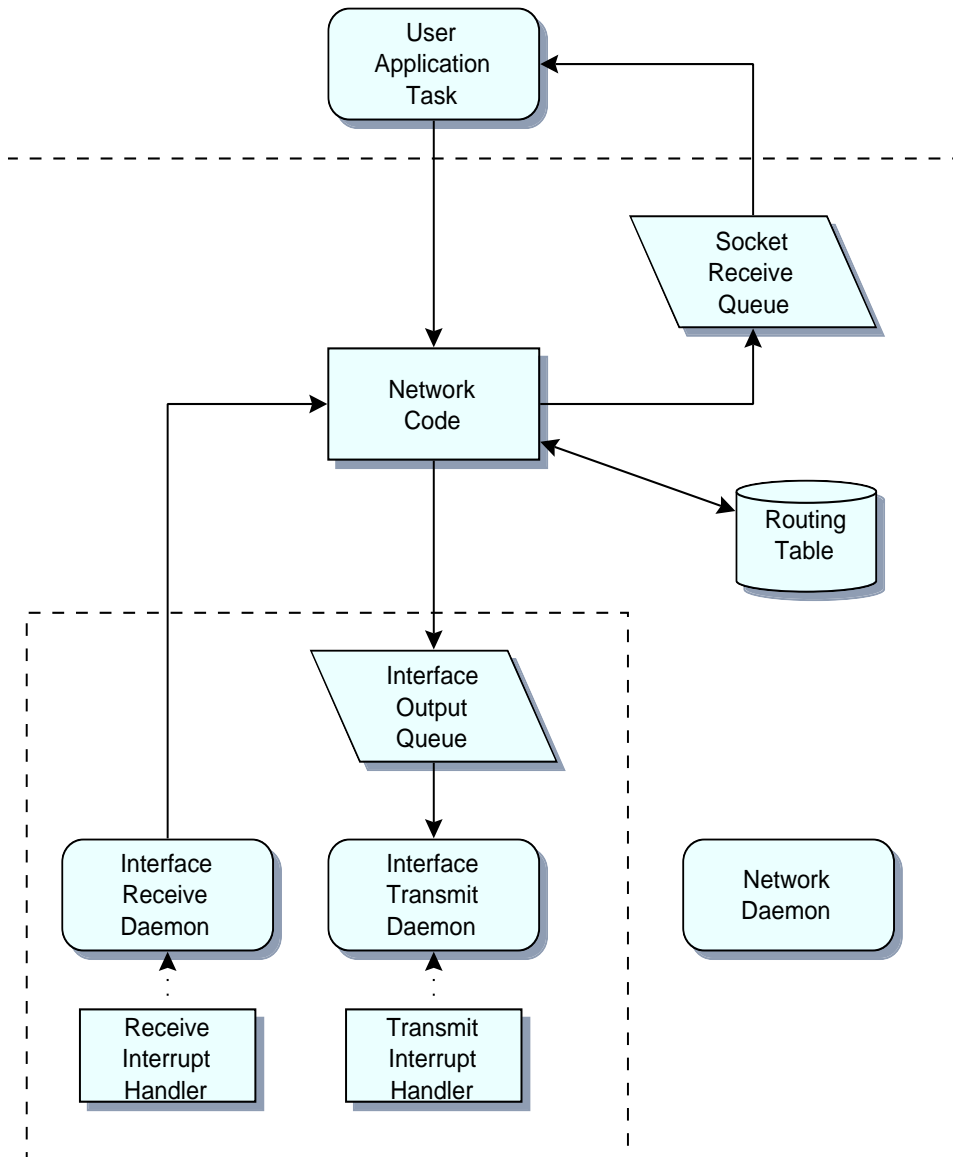 User
Application
Task
Socket
Receive
Queue
Network
Code
Routing
Table
Interface
Output
Queue
Interface
Receive
Daemon
Interface
Transmit
Daemon
Network
Daemon
Receive
Interrupt
Handler
Transmit
Interrupt
Handler